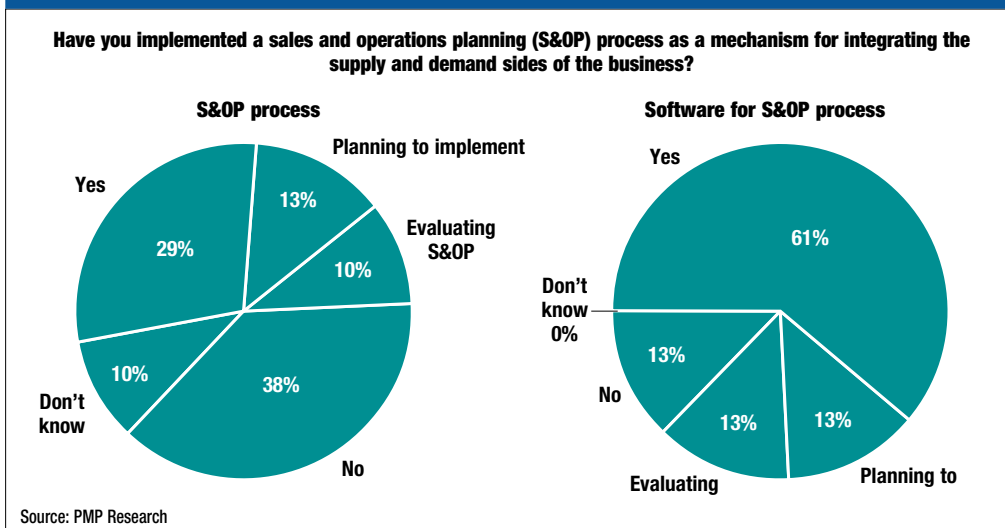 Have you implemented a sales and operations planning (S&OP) process as a mechanism for integrating the
supply and demand sides of the business?
S&OP process
Planning to implement
Yes
13%
Evaluating
S&OP
29%
10%
10%
38%
Don't
know
No
Software for S&OP process
Yes
61%
Don't
know
0%
13%
No
13%
13%
Evaluating
Planning to
Source: PMP Research